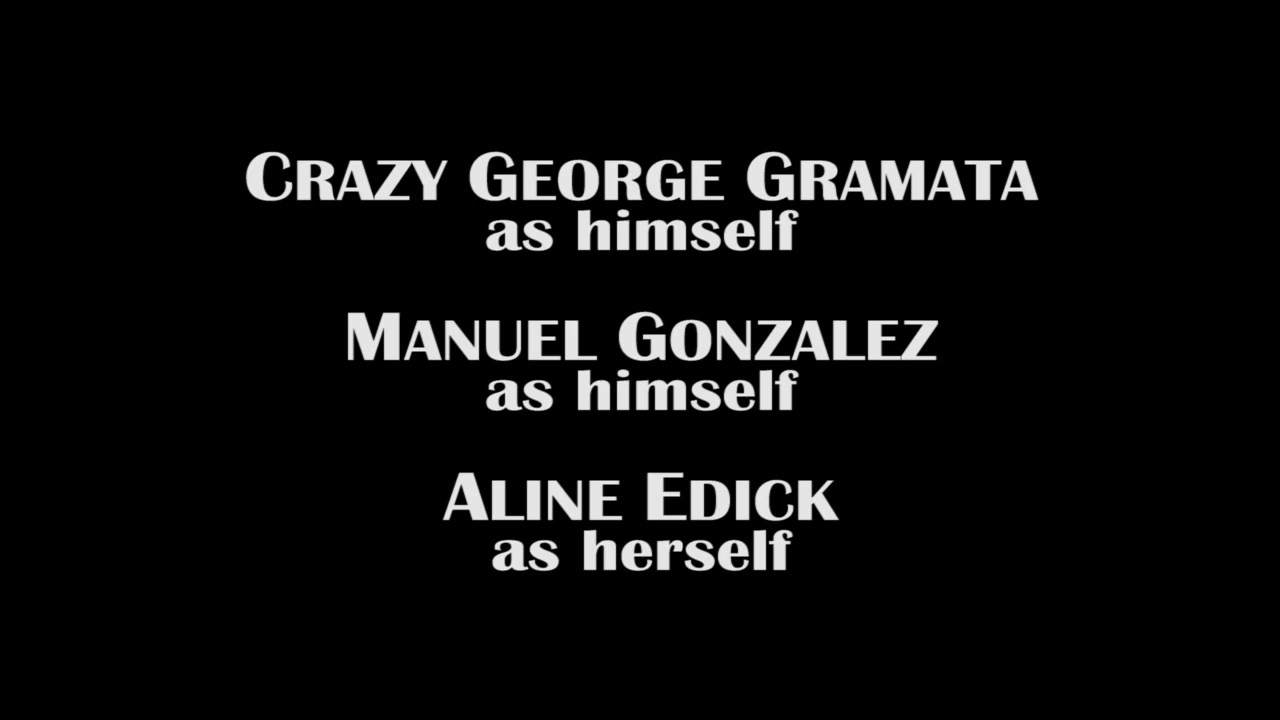 CRAZY GEORGE GRAMATA
as himself
MANUEL GONZALEZ
as himself
ALINE EDICK
as herself